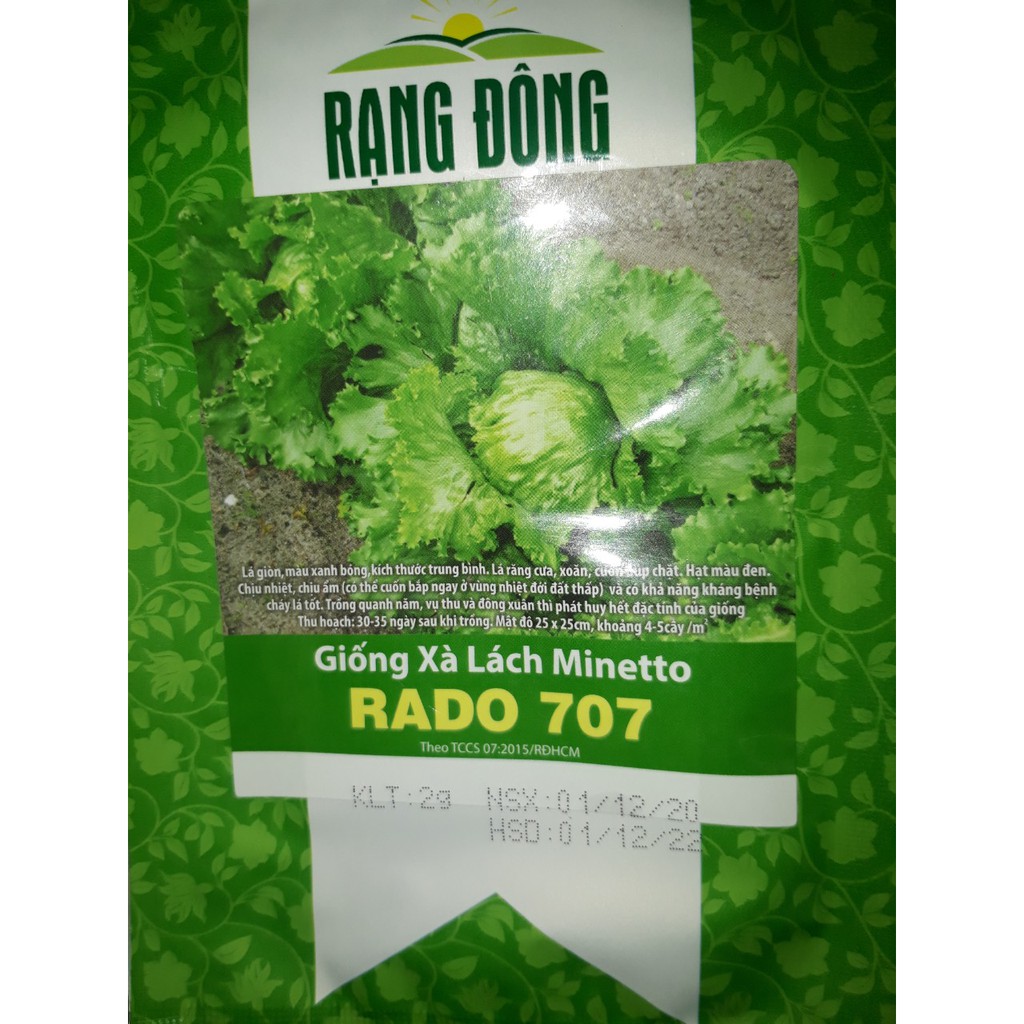 RẠNG ĐÔNG
Lá giòn, màu xanh bông, kích thước trung bình. Lá răng cưa, xoăn, cuốn bắp chặt. Hạt màu đen.
Chịu nhiệt, chịu ẩm (có thể cuốn bắp ngay ở vùng nhiệt đới đất thấp) và có khả năng kháng bệnh
cháy lá tốt. Trồng quanh năm, vụ thu và đông xuân thì phát huy hết đặc tính của giống
Thu hoạch: 30-35 ngày sau khi trồng. Mật độ 25 x 25cm, khoảng 4-5cây /m²
Giống Xà Lách Minetto
RADO 707
Theo TCCS 07:2015/RĐHCM
KLT:2g NSX:01/12/20
HSD:01/12/22